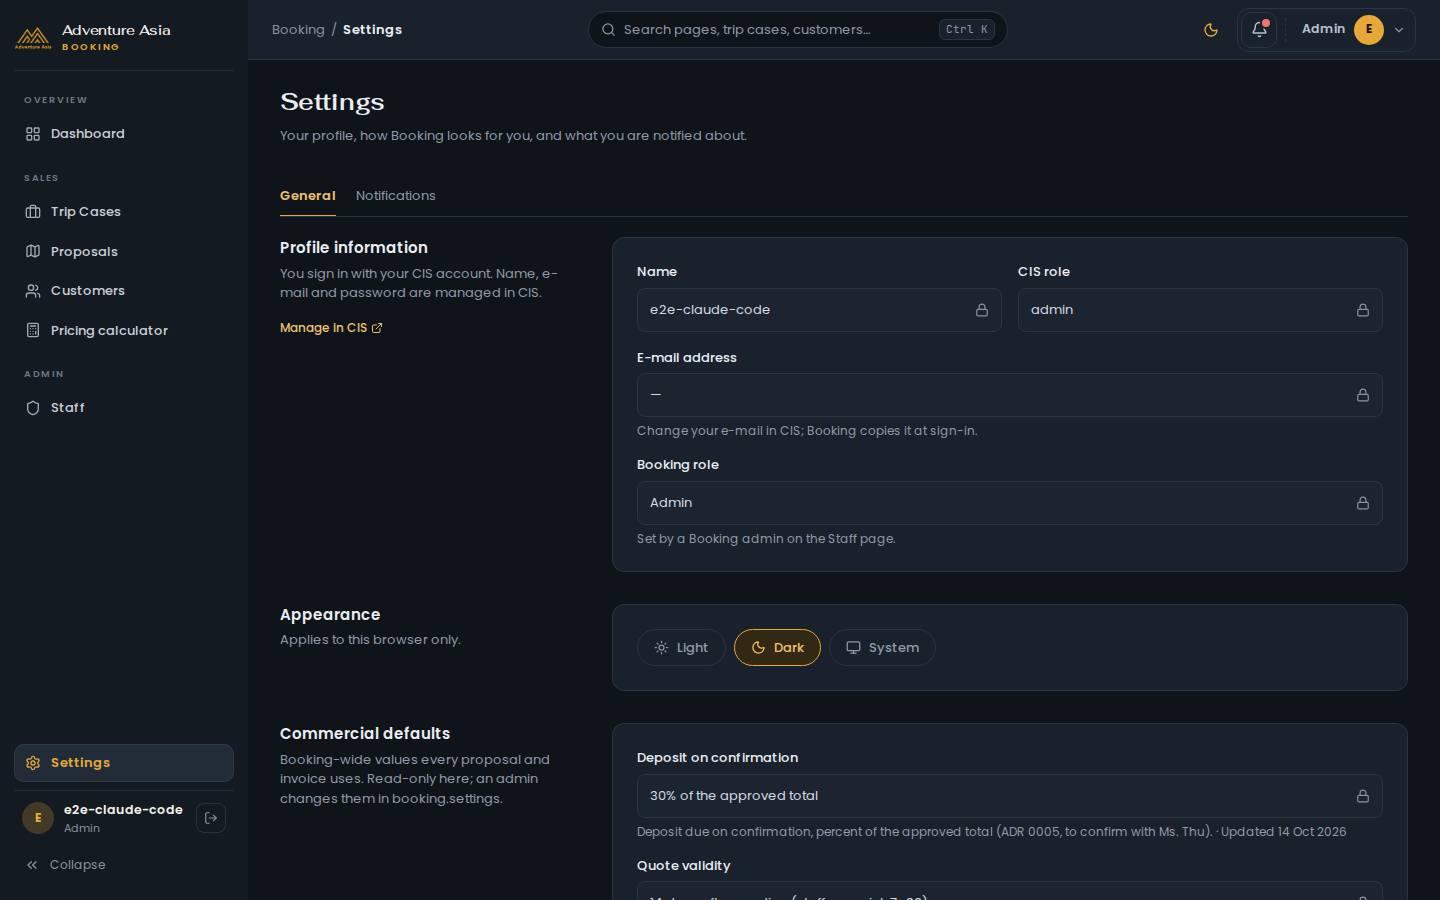 Adventure Asia
BOOKING
Adventure Asia
OVERVIEW
Dashboard
SALES
Trip Cases
Proposals
Customers
Pricing calculator
ADMIN
Staff
Settings
E
e2e-claude-code
Admin
Collapse
Booking / Settings
Search pages, trip cases, customers...
Ctrl K
Admin
E
Settings
Your profile, how Booking looks for you, and what you are notified about.
General
Notifications
Profile information
You sign in with your CIS account. Name, e-
mail and password are managed in CIS.
Manage in CIS
Name
e2e-claude-code
CIS role
admin
E-mail address
—
Change your e-mail in CIS; Booking copies it at sign-in.
Booking role
Admin
Set by a Booking admin on the Staff page.
Appearance
Applies to this browser only.
Light
Dark
System
Commercial defaults
Booking-wide values every proposal and
invoice uses. Read-only here; an admin
changes them in booking.settings.
Deposit on confirmation
30% of the approved total
Deposit due on confirmation, percent of the approved total (ADR 0005, to confirm with Ms. Thu). · Updated 14 Oct 2026
Quote validity